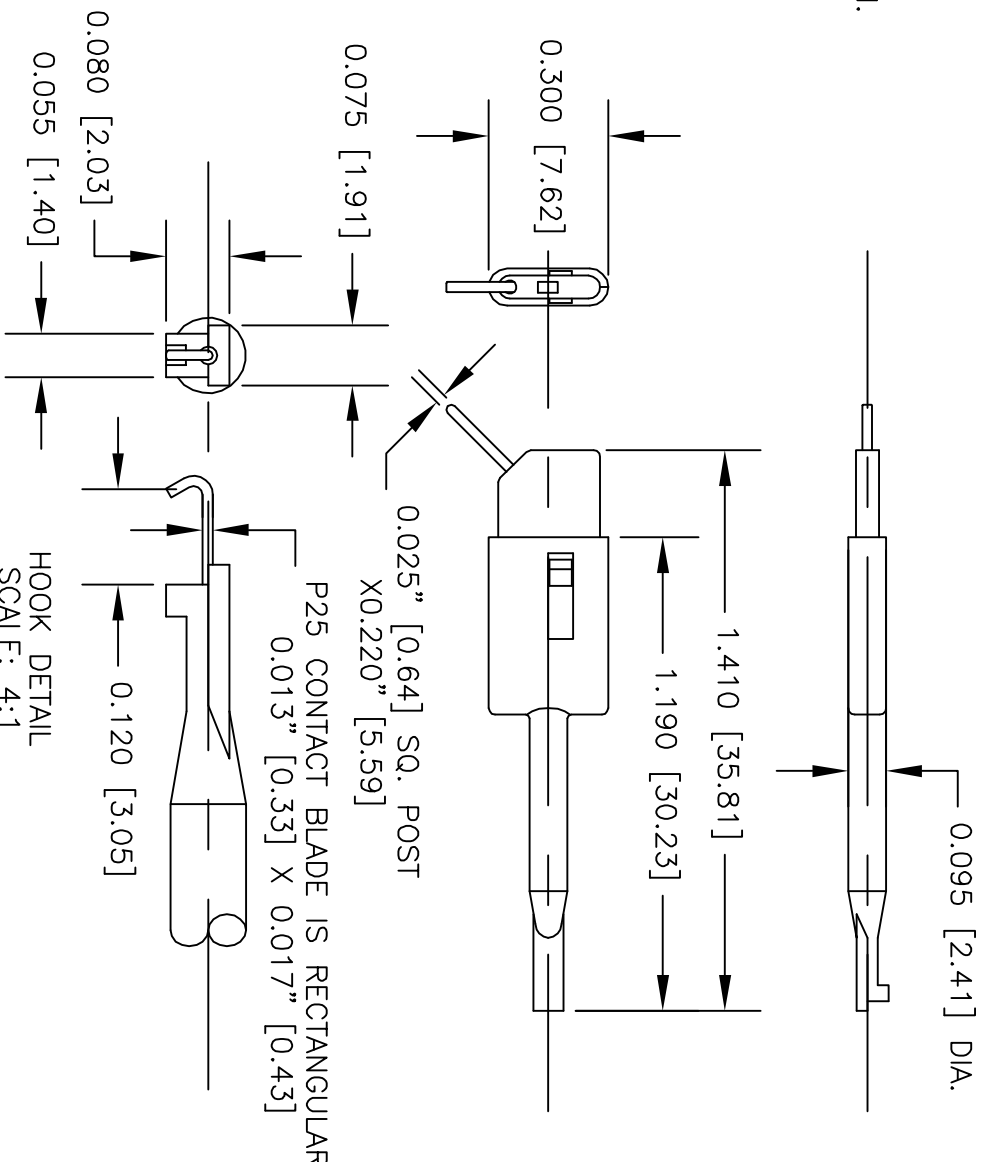 0.095 [2.41] DIA.
1.410 [35.81]
1.190 [30.23]
0.300 [7.62]
0.025" [0.64] SQ. POST
X0.220" [5.59]
0.075 [1.91]
P25 CONTACT BLADE IS RECTANGULAR
0.013" [0.33] X 0.017" [0.43]
0.080 [2.03]
0.120 [3.05]
0.055 [1.40]
HOOK DETAIL
SCALE: 4:1